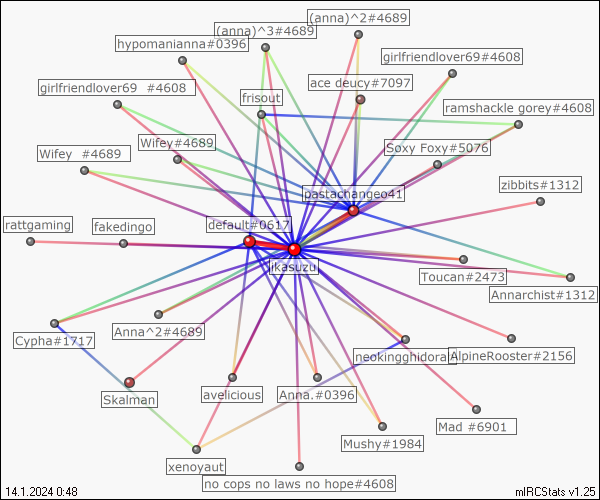 (anna)^2#4689
(anna)^3#4689
hypomanianna#0396
girlfriendlover69#4608
ace deucy#7097
girlfriendlover69 #4608
frisout
ramshackle gorey#4608
Wifey#4689
Soxy Foxy#5076
Wifey #4689
zibbits#1312
pastachangeo41
rattgaming
fakedingo
default#0617
ikasuzu
Toucan#2473
Annarchist#1312
Anna^2#4689
Cypha#1717
neokingghidorah
AlpineRooster#2156
Skalman
avelicious
Anna.#0396
Mad #6901
Mushy#1984
xenoyaut
no cops no laws no hope#4608
14.1.2024 0:48
mIRCStats v1.25